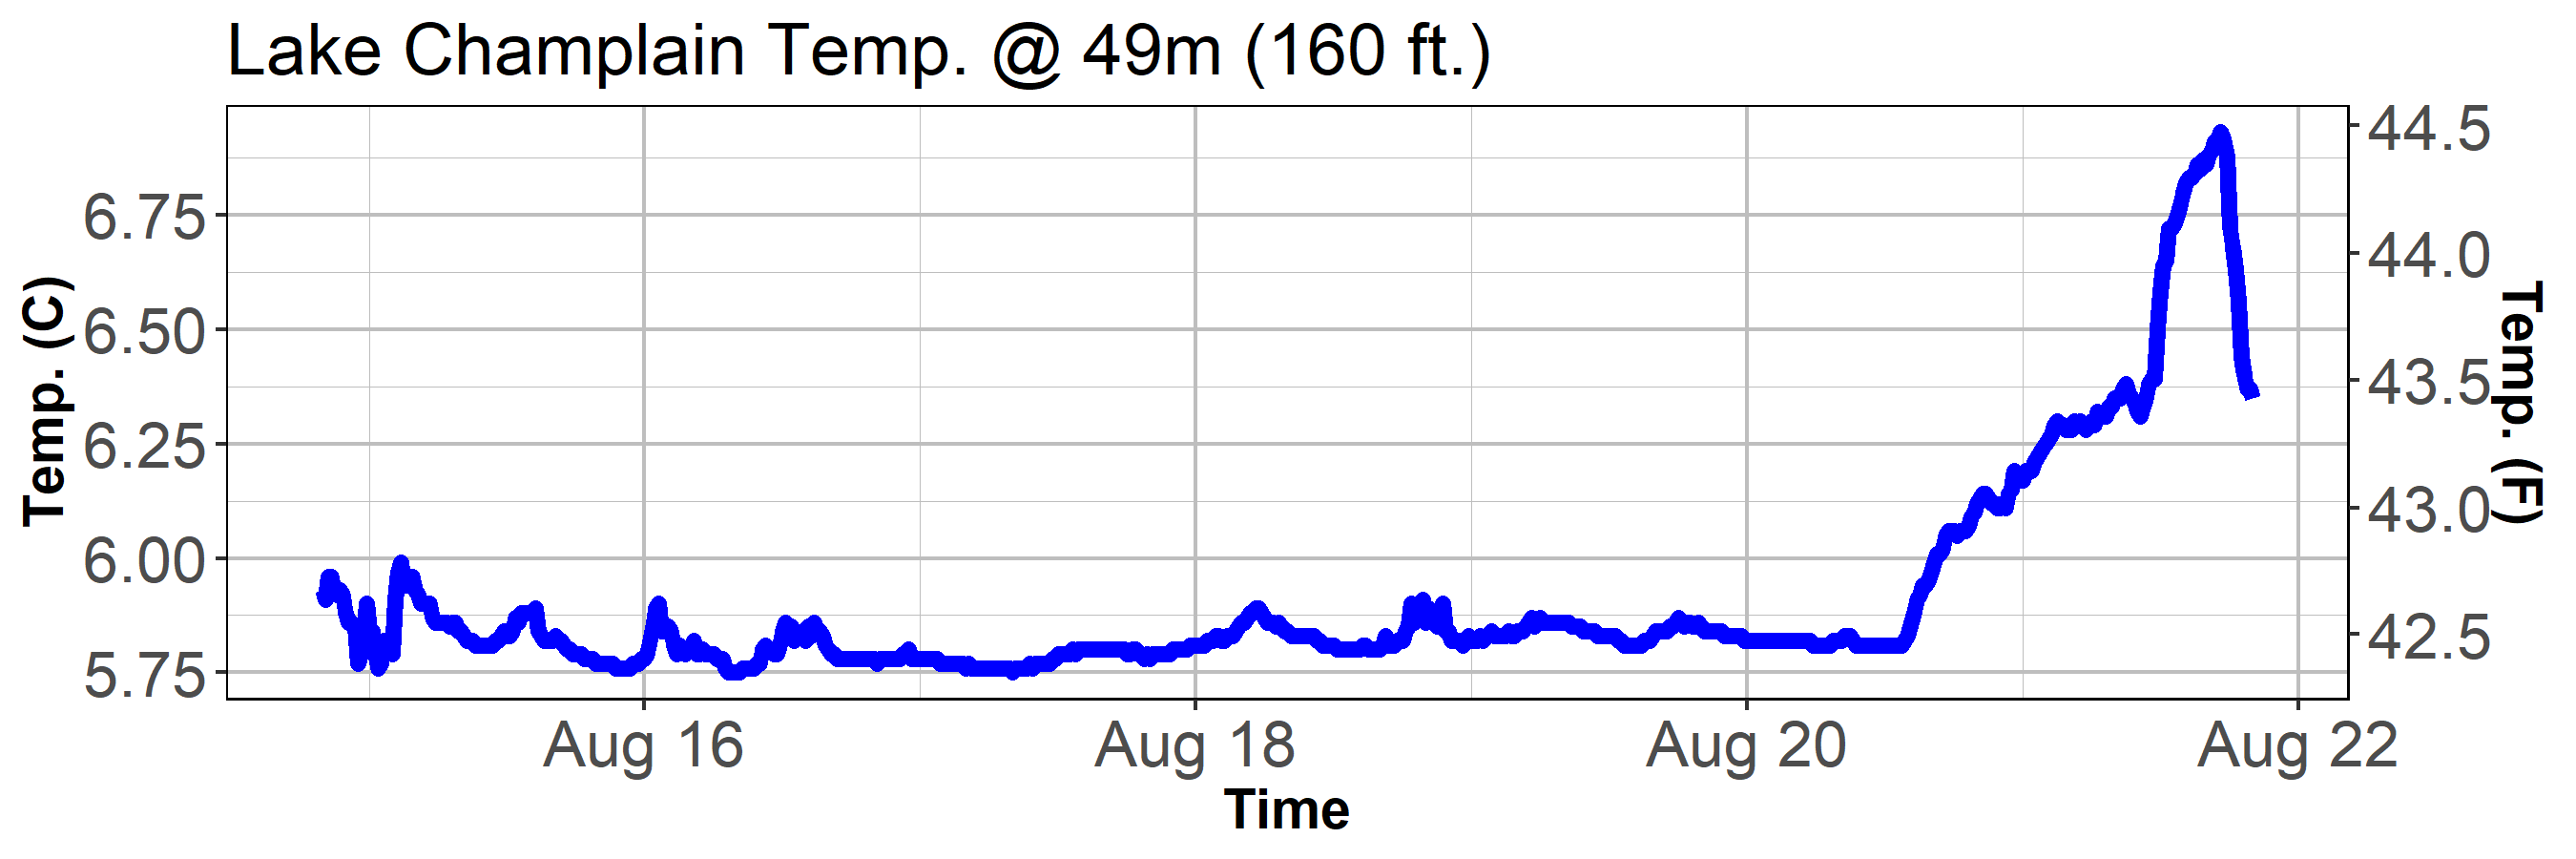 Lake Champlain Temp. @ 49m (160 ft.)
Temp. (C)
6.75
6.50
6.25
6.00
5.75
44.5
44.0
43.5
43.0
42.5
Temp. (F)
Aug 16
Aug 18
Aug 20
Aug 22
Time